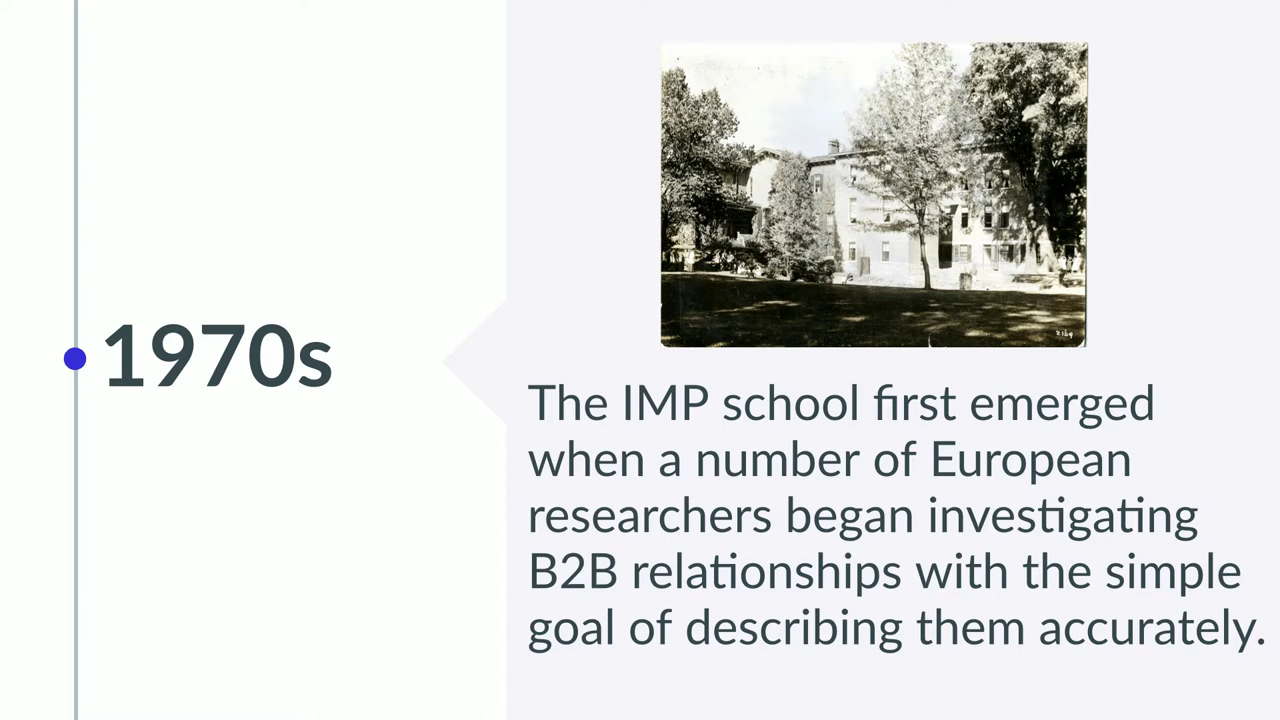 1970s
The IMP school first emerged
when a number of European
researchers began investigating
B2B relationships with the simple
goal of describing them accurately.